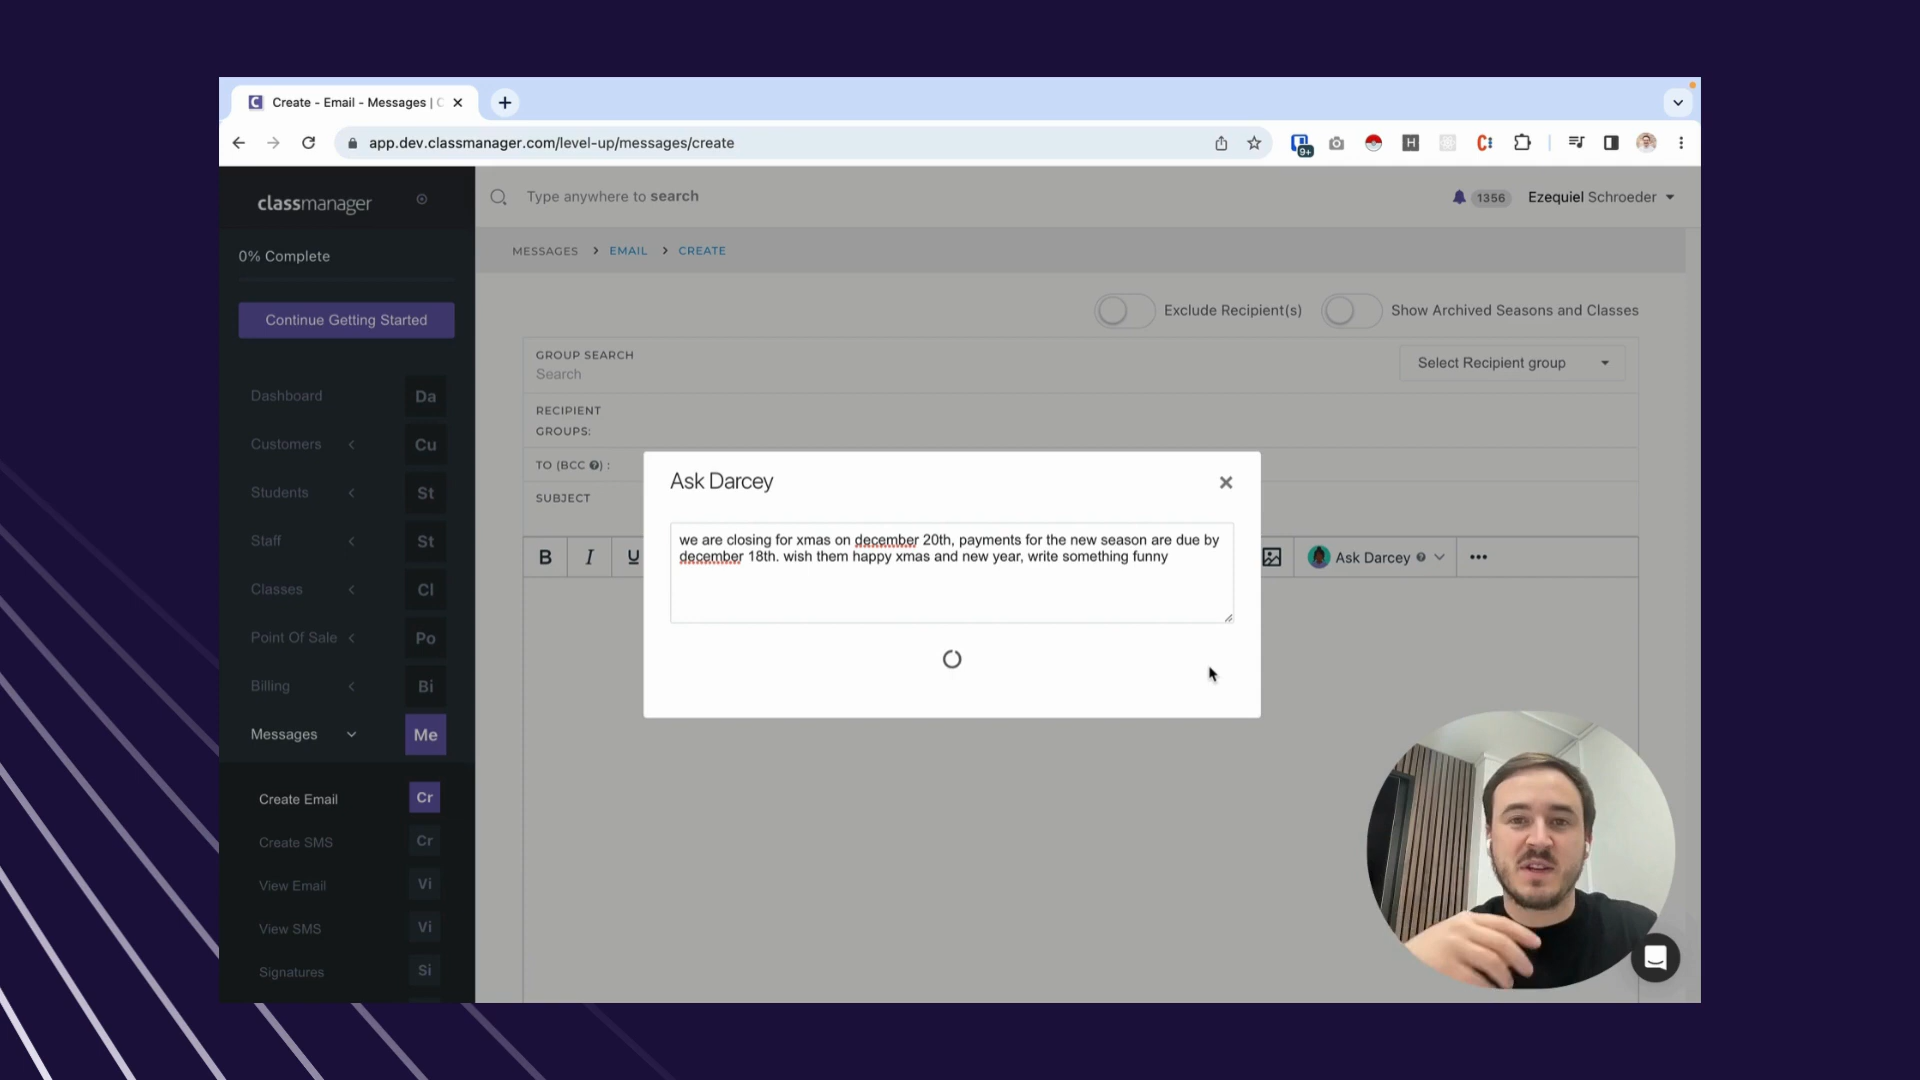 Create - Email - Messages | C
app.dev.classmanager.com/level-up/messages/create
9+
H
classmanager
Type anywhere to search
1356
Ezequiel Schroeder
0% Complete
MESSAGES > EMAIL > CREATE
Continue Getting Started
Exclude Recipient(s)
Show Archived Seasons and Classes
GROUP SEARCH
Search
Select Recipient group
RECIPIENT
GROUPS:
TO (BCC ?) :
SUBJECT
B I U
Ask Darcey
Ask Darcey
we are closing for xmas on december 20th, payments for the new season are due by
december 18th. wish them happy xmas and new year, write something funny
Dashboard Da
Customers Cu
Students St
Staff St
Classes Cl
Point Of Sale Po
Billing Bi
Messages Me
Create Email Cr
Create SMS Cr
View Email Vi
View SMS Vi
Signatures Si